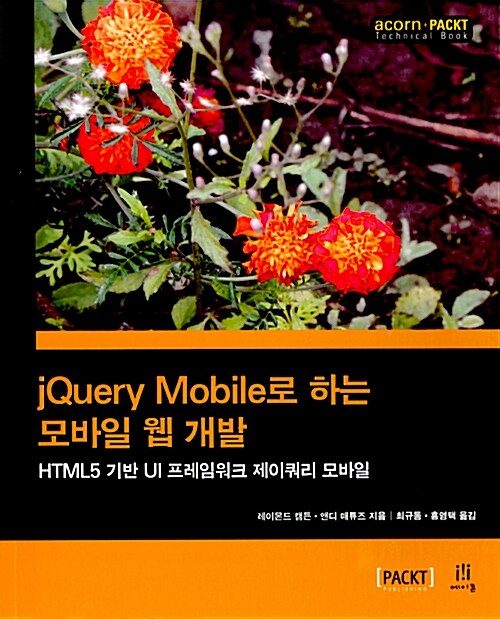 acorn·PACKT
Technical Book
jQuery Mobile로 하는
모바일 웹 개발
HTML5 기반 UI 프레임워크 제이쿼리 모바일
레이몬드 캠든·앤디 매튜즈 지음 | 최규동·홍영택 옮김
[PACKT]
PUBLISHING
에이콘